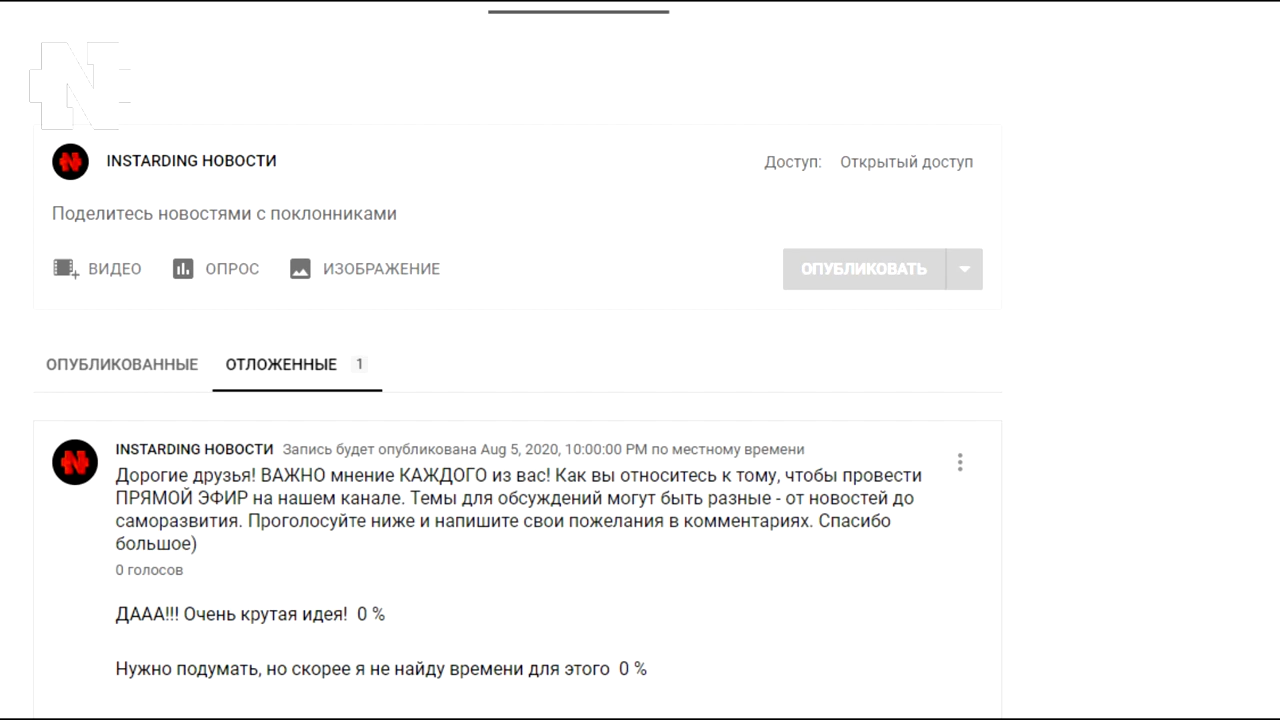 INSTARDING НОВОСТИ
Доступ: Открытый доступ
Поделитесь новостями с поклонниками
ВИДЕО ОПРОС ИЗОБРАЖЕНИЕ
ОПУБЛИКОВАТЬ
ОПУБЛИКОВАННЫЕ ОТЛОЖЕННЫЕ 1
INSTARDING НОВОСТИ Запись будет опубликована Aug 5, 2020, 10:00:00 PM по местному времени
Дорогие друзья! ВАЖНО мнение КАЖДОГО из вас! Как вы относитесь к тому, чтобы провести
ПРЯМОЙ ЭФИР на нашем канале. Темы для обсуждений могут быть разные - от новостей до
саморазвития. Проголосуйте ниже и напишите свои пожелания в комментариях. Спасибо
большое)
0 голосов
ДААА!!! Очень крутая идея! 0 %
Нужно подумать, но скорее я не найду времени для этого 0 %